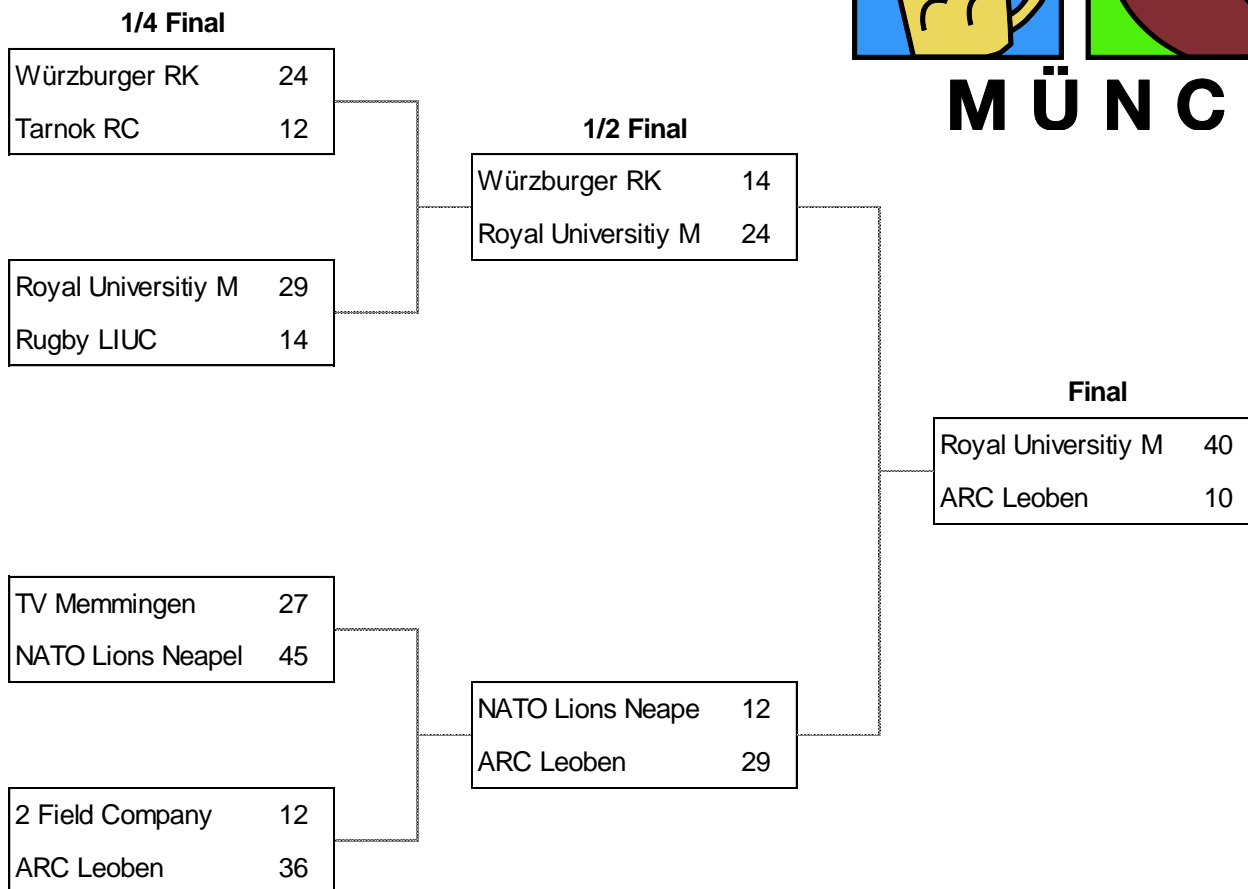 1/4 Final
Würzburger RK 24
Tarnok RC 12
Royal Universitiy M 29
Rugby LIUC 14
TV Memmingen 27
NATO Lions Neapel 45
2 Field Company 12
ARC Leoben 36
1/2 Final
Würzburger RK 14
Royal Universitiy M 24
NATO Lions Neape 12
ARC Leoben 29
MÜNC
Final
Royal Universitiy M 40
ARC Leoben 10